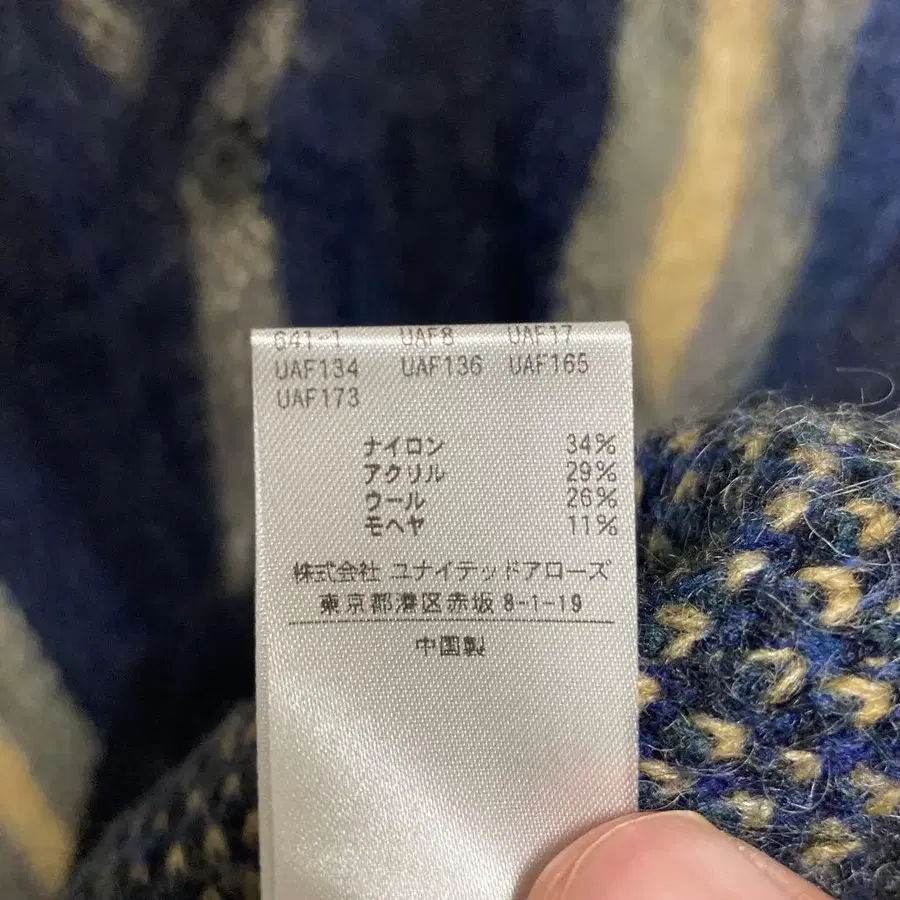 641-1 UAF8 UAF17
UAF134 UAF136 UAF165
UAF173
ナイロン 34%
アクリル 29%
ウール 26%
モヘヤ 11%
株式会社 ユナイテッドアローズ
東京都港区赤坂 8-1-19
中国製